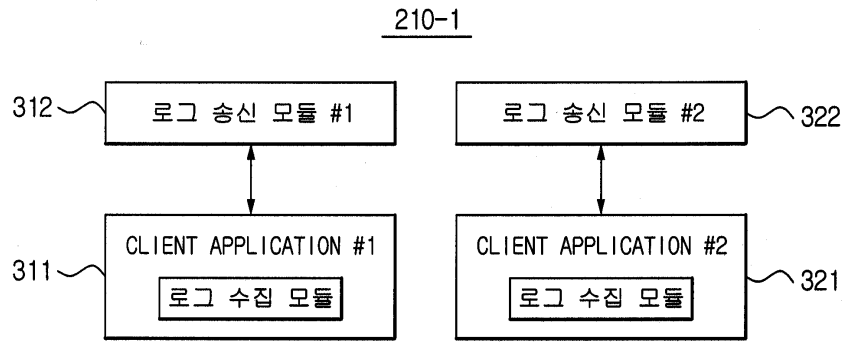 210-1
312
로그 송신 모듈 #1
로그 송신 모듈 #2
322
311
CLIENT APPLICATION #1
로그 수집 모듈
CLIENT APPLICATION #2
로그 수집 모듈
321